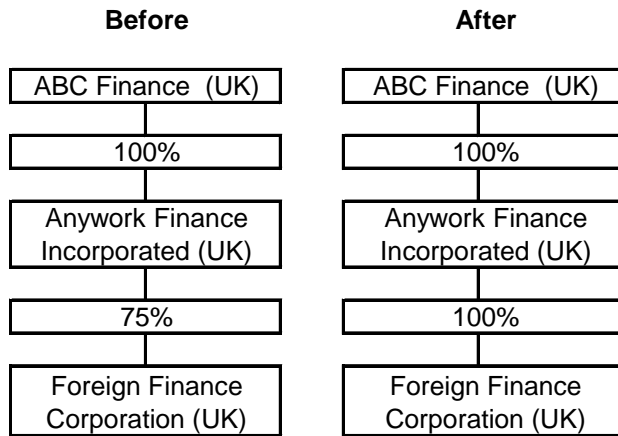 Before
ABC Finance (UK)
100%
Anywork Finance
Incorporated (UK)
75%
Foreign Finance
Corporation (UK)
After
ABC Finance (UK)
100%
Anywork Finance
Incorporated (UK)
100%
Foreign Finance
Corporation (UK)